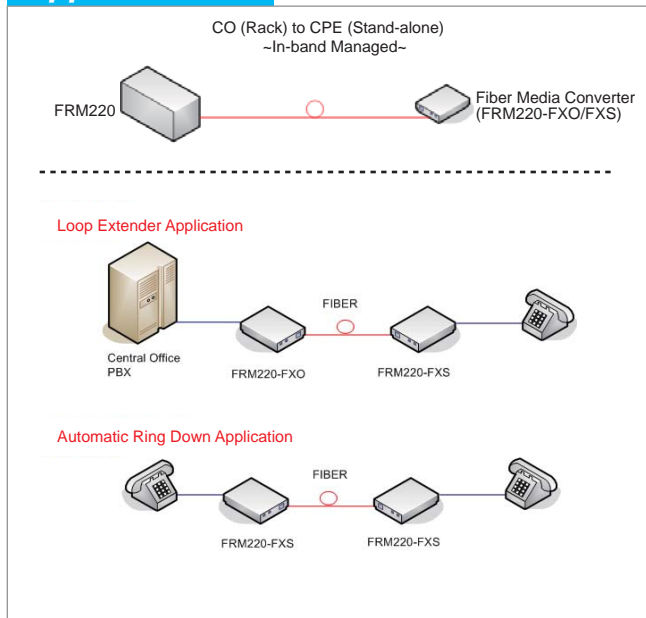 CO (Rack) to CPE (Stand-alone)
~In-band Managed~
FRM220
Fiber Media Converter
(FRM220-FXO/FXS)
Loop Extender Application
FIBER
Central Office
PBX
FRM220-FXO
FRM220-FXS
Automatic Ring Down Application
FIBER
FRM220-FXS
FRM220-FXS